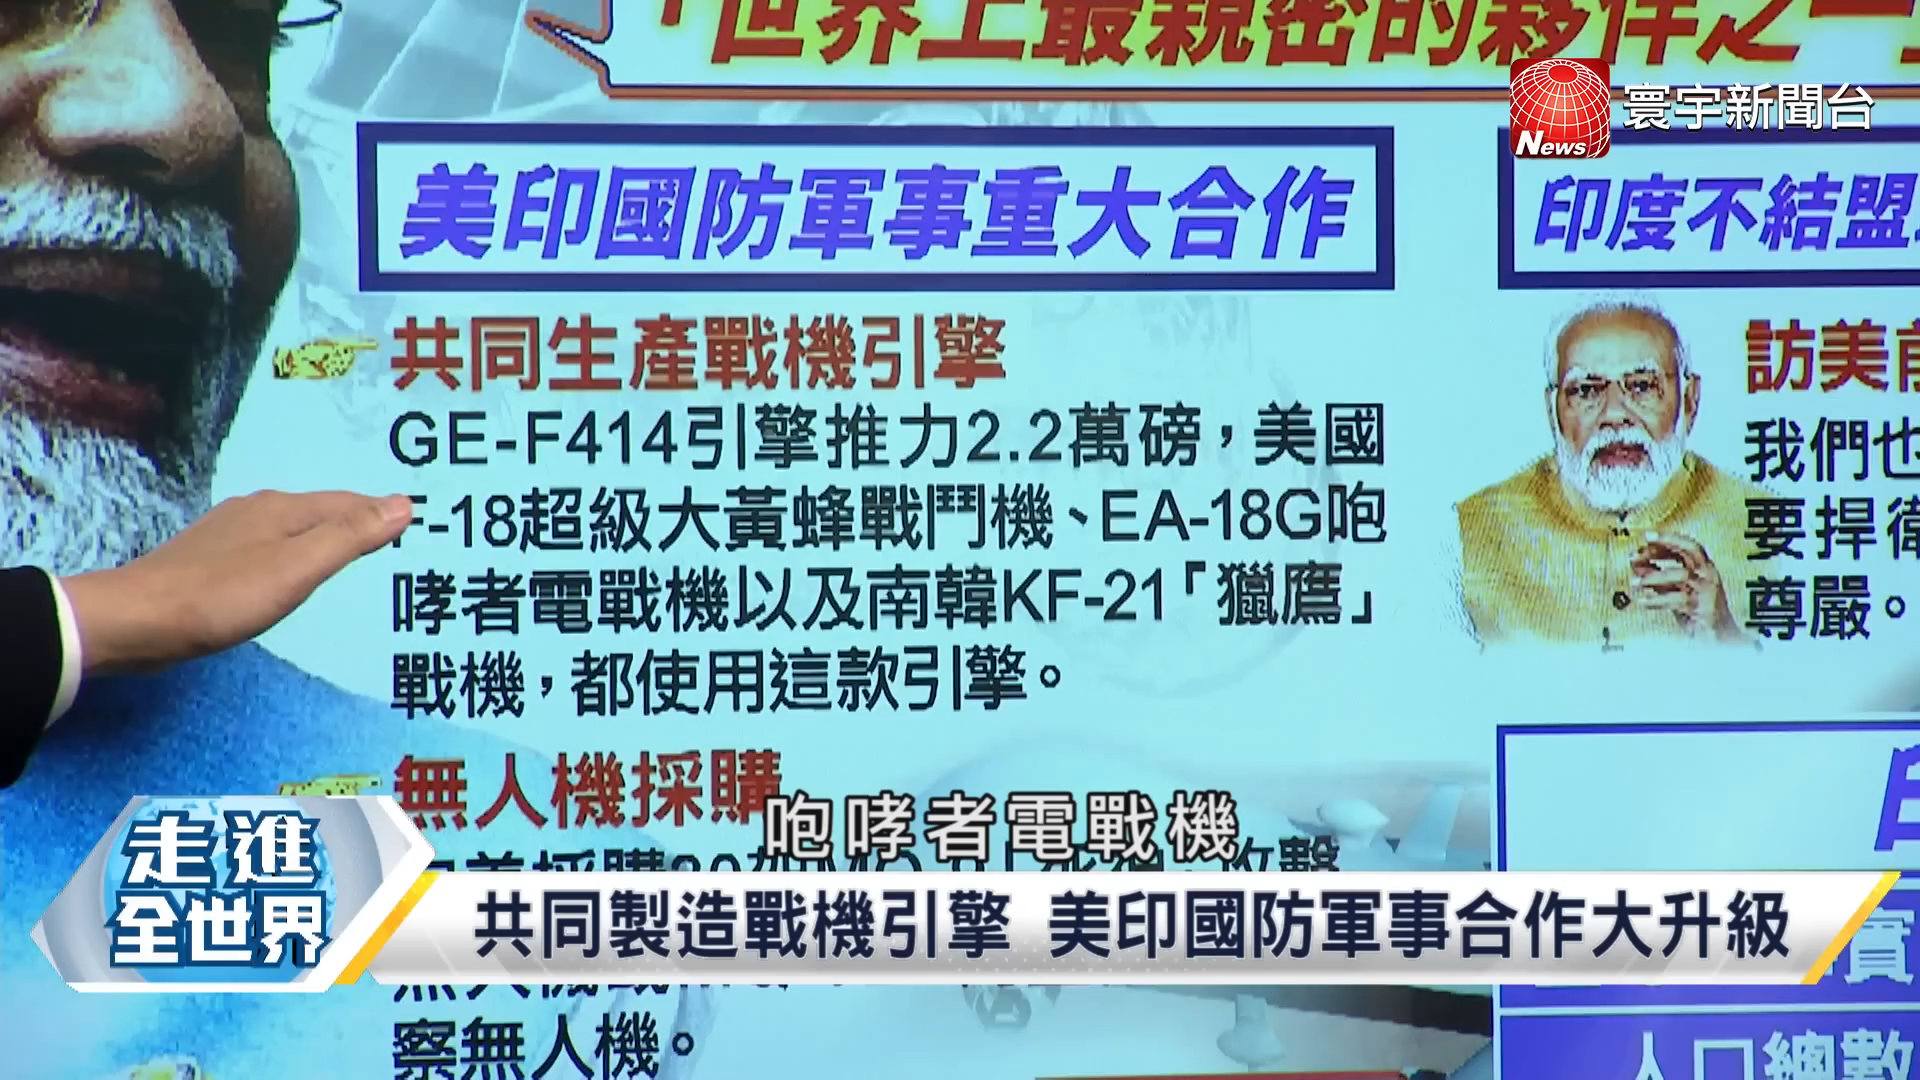 「世界上最親密的夥伴之一」
寰宇新聞台
News
美印國防軍事重大合作
共同生產戰機引擎
GE-F414引擎推力2.2萬磅，美國
F-18超級大黃蜂戰鬥機、EA-18G咆
哮者電戰機以及南韓KF-21「獵鷹」
戰機，都使用這款引擎。
無人機採購
察無人機。
印度不結盟
訪美前
我們也
要捍衛
尊嚴。
實
人口總數
咆哮者電戰機
走進
全世界
共同製造戰機引擎 美印國防軍事合作大升級